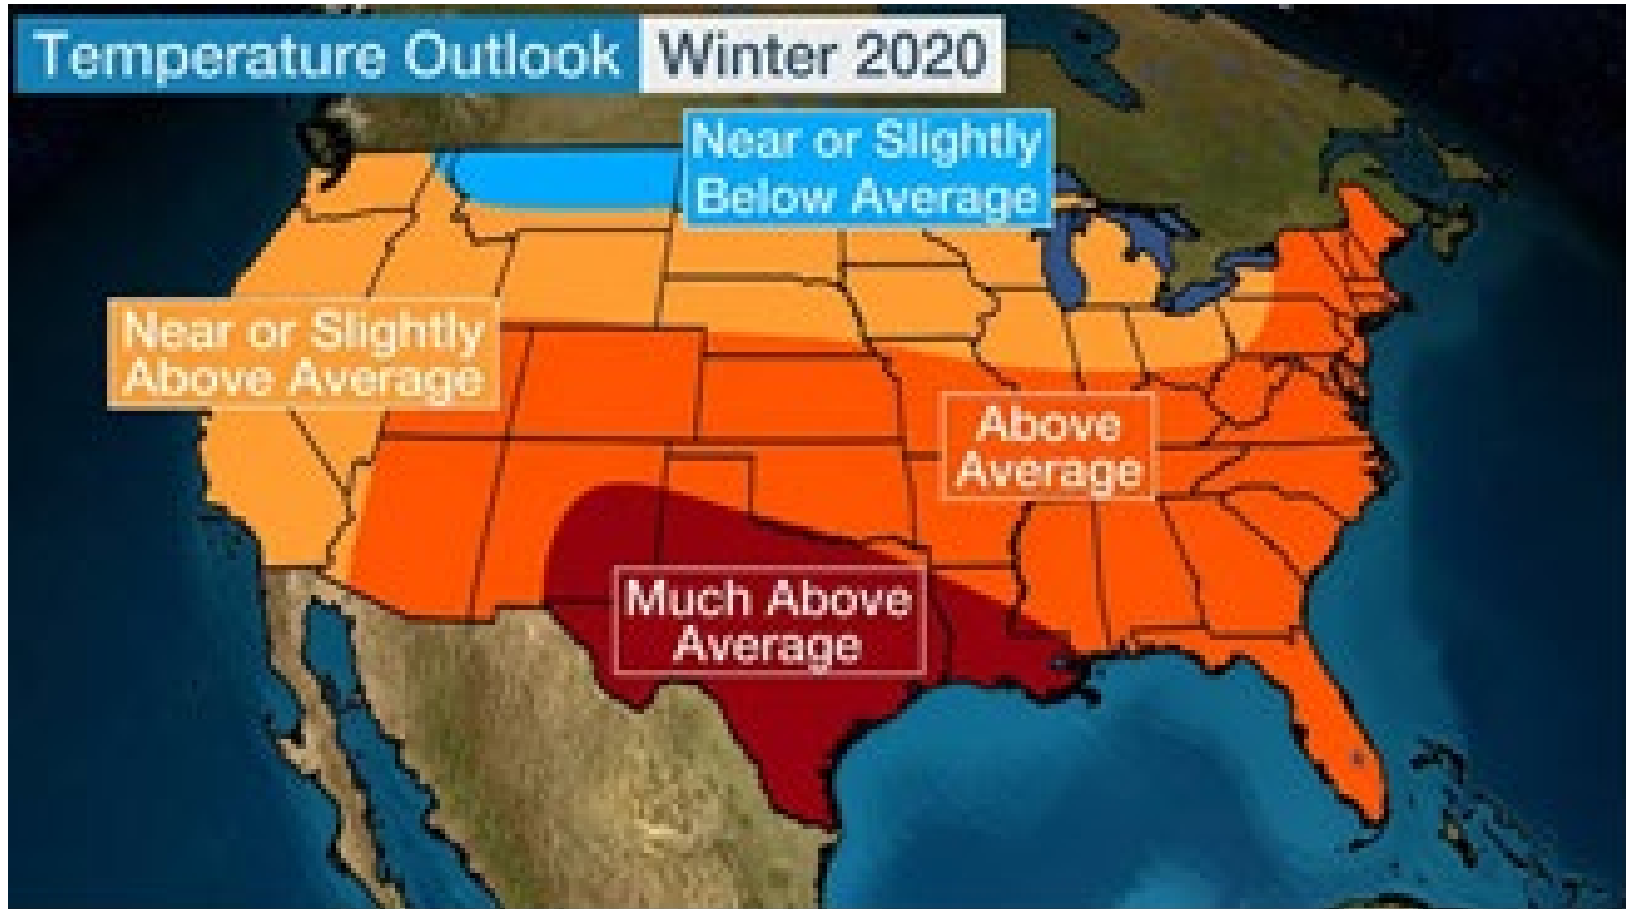 Temperature Outlook Winter 2020
Near or Slightly
Below Average
Near or Slightly
Above Average
Above
Average
Much Above
Average